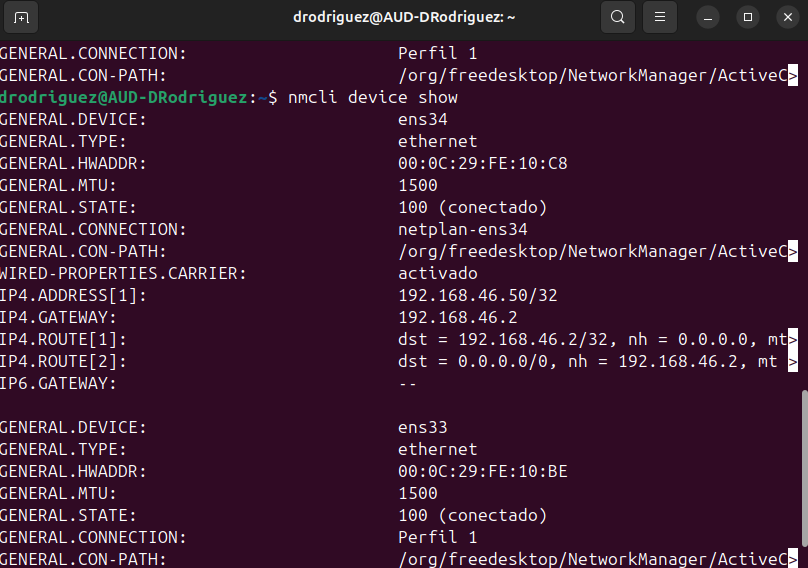 drodriguez@AUD-DRodriguez: ~
GENERAL.CONNECTION: Perfil 1
GENERAL.CON-PATH: /org/freedesktop/NetworkManager/ActiveC>
drodriguez@AUD-DRodriguez:~$ nmcli device show
GENERAL.DEVICE: ens34
GENERAL.TYPE: ethernet
GENERAL.HWADDR: 00:0C:29:FE:10:C8
GENERAL.MTU: 1500
GENERAL.STATE: 100 (conectado)
GENERAL.CONNECTION: netplan-ens34
GENERAL.CON-PATH: /org/freedesktop/NetworkManager/ActiveC>
WIRED-PROPERTIES.CARRIER: activado
IP4.ADDRESS[1]: 192.168.46.50/32
IP4.GATEWAY: 192.168.46.2
IP4.ROUTE[1]: dst = 192.168.46.2/32, nh = 0.0.0.0, mt>
IP4.ROUTE[2]: dst = 0.0.0.0/0, nh = 192.168.46.2, mt >
IP6.GATEWAY: --
GENERAL.DEVICE: ens33
GENERAL.TYPE: ethernet
GENERAL.HWADDR: 00:0C:29:FE:10:BE
GENERAL.MTU: 1500
GENERAL.STATE: 100 (conectado)
GENERAL.CONNECTION: Perfil 1
GENERAL.CON-PATH: /org/freedesktop/NetworkManager/ActiveC>